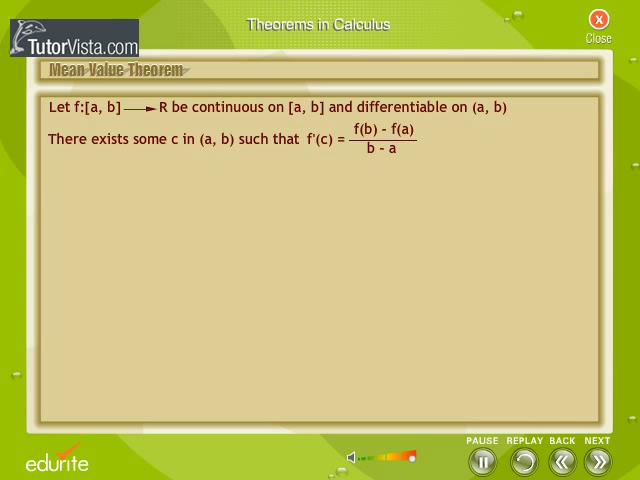 Theorems in Calculus
TutorVista.com
Close
Mean Value Theorem
Let f:[a, b] ⟶ R be continuous on [a, b] and differentiable on (a, b)
There exists some c in (a, b) such that f'(c) = f(b) - f(a)
b - a
PAUSE REPLAY BACK NEXT
edurite